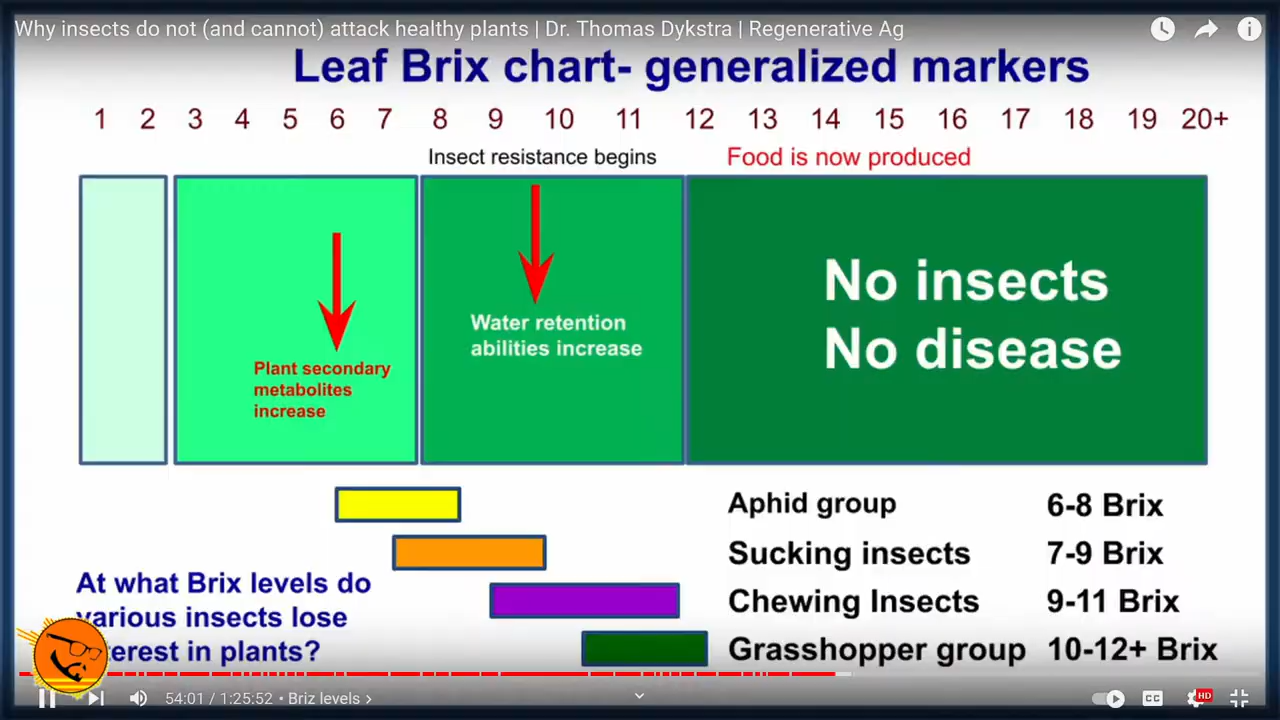 Why insects do not (and cannot) attack healthy plants | Dr. Thomas Dykstra | Regenerative Ag
Leaf Brix chart- generalized markers
1 2 3 4 5 6 7 8 9 10 11 12 13 14 15 16 17 18 19 20+
Insect resistance begins
Food is now produced
Plant secondary
metabolites
increase
Water retention
abilities increase
No insects
No disease
At what Brix levels do
various insects lose
interest in plants?
Aphid group 6-8 Brix
Sucking insects 7-9 Brix
Chewing Insects 9-11 Brix
Grasshopper group 10-12+ Brix
54:01 / 1:25:52 • Briz levels >
CC
HD